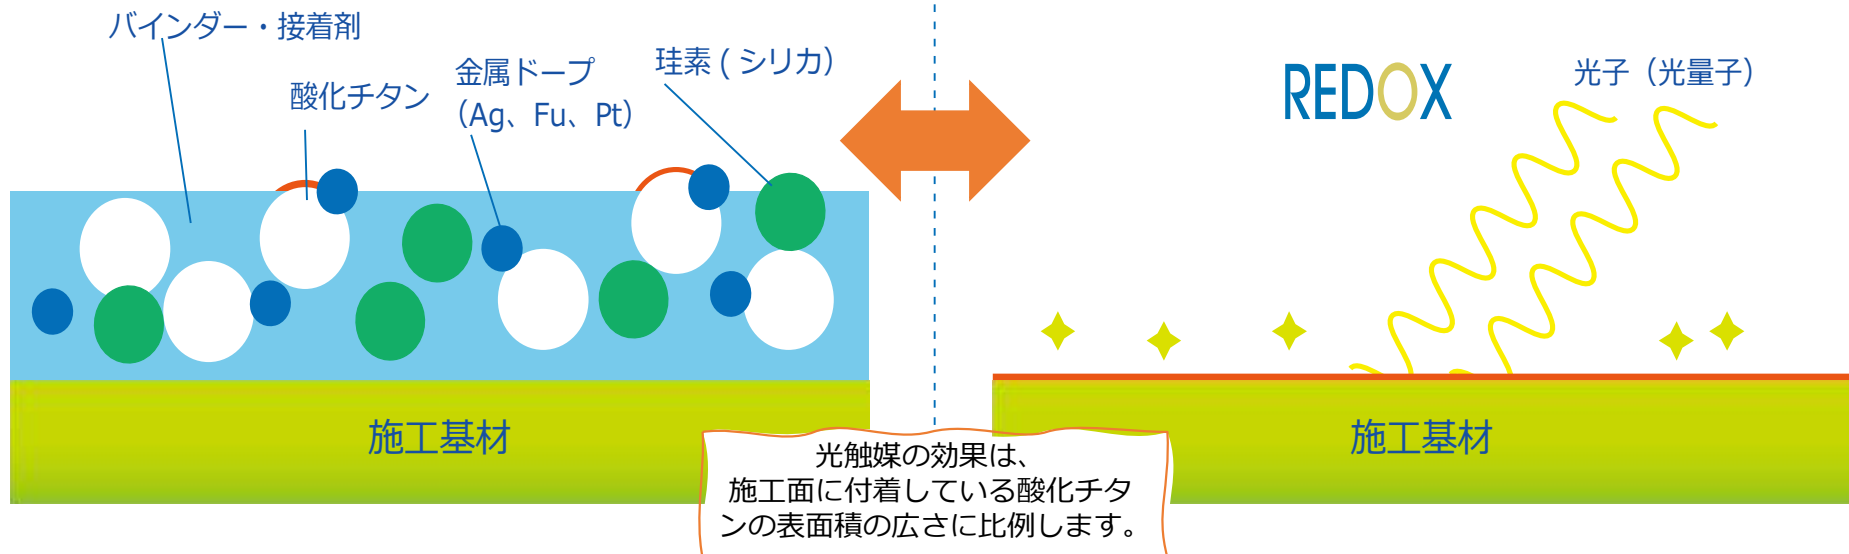 バインダー・接着剤
酸化チタン
金属ドープ
（Ag、Fu、Pt）
珪素 ( シリカ）
REDOX
光子（光量子）
施工基材
施工基材
光触媒の効果は、
施工面に付着している酸化チタ
ンの表面積の広さに比例します。